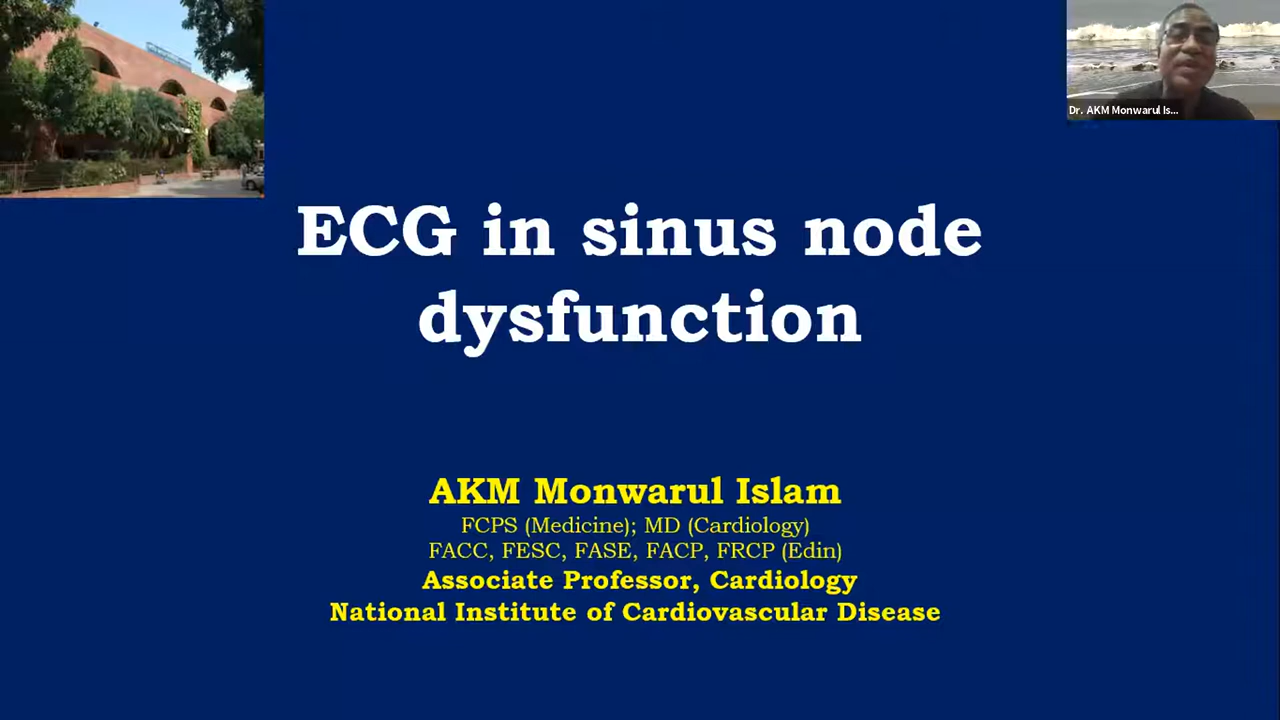 Dr. AKM Monwarul Is...
ECG in sinus node
dysfunction
AKM Monwarul Islam
FCPS (Medicine); MD (Cardiology)
FACC, FESC, FASE, FACP, FRCP (Edin)
Associate Professor, Cardiology
National Institute of Cardiovascular Disease